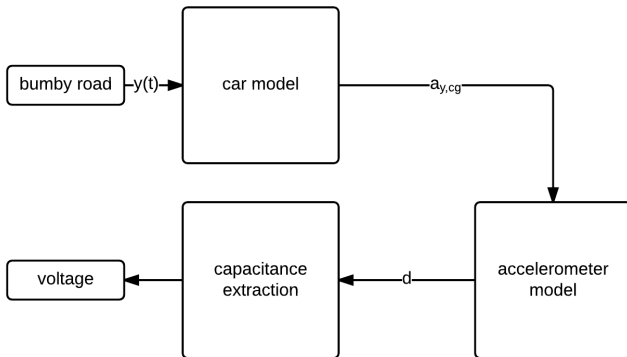 bumby road
y(t)
car model
a_y,cg
voltage
capacitance
extraction
d
accelerometer
model